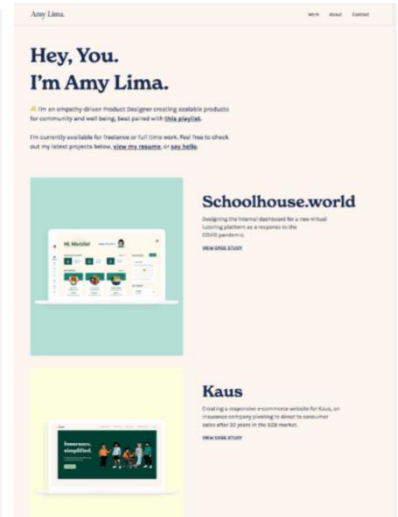 Amy Lima.
Work About Contact
Hey, You.
I'm Amy Lima.
👋 I'm an empathy-driven Product Designer creating scalable products
for community and well being, best paired with this playlist.
I'm currently available for freelance or full time work. Feel free to check
out my latest projects below, view my resume, or say hello.
Schoolhouse.world
Designing the internal dashboard for a new virtual
tutoring platform as a response to the
COVID pandemic.
VIEW CASE STUDY
Kaus
Creating a responsive e-commerce website for Kaus, an
insurance company pivoting to direct to consumer
sales after 30 years in the B2B market.
VIEW CASE STUDY
Insurance,
simplified.